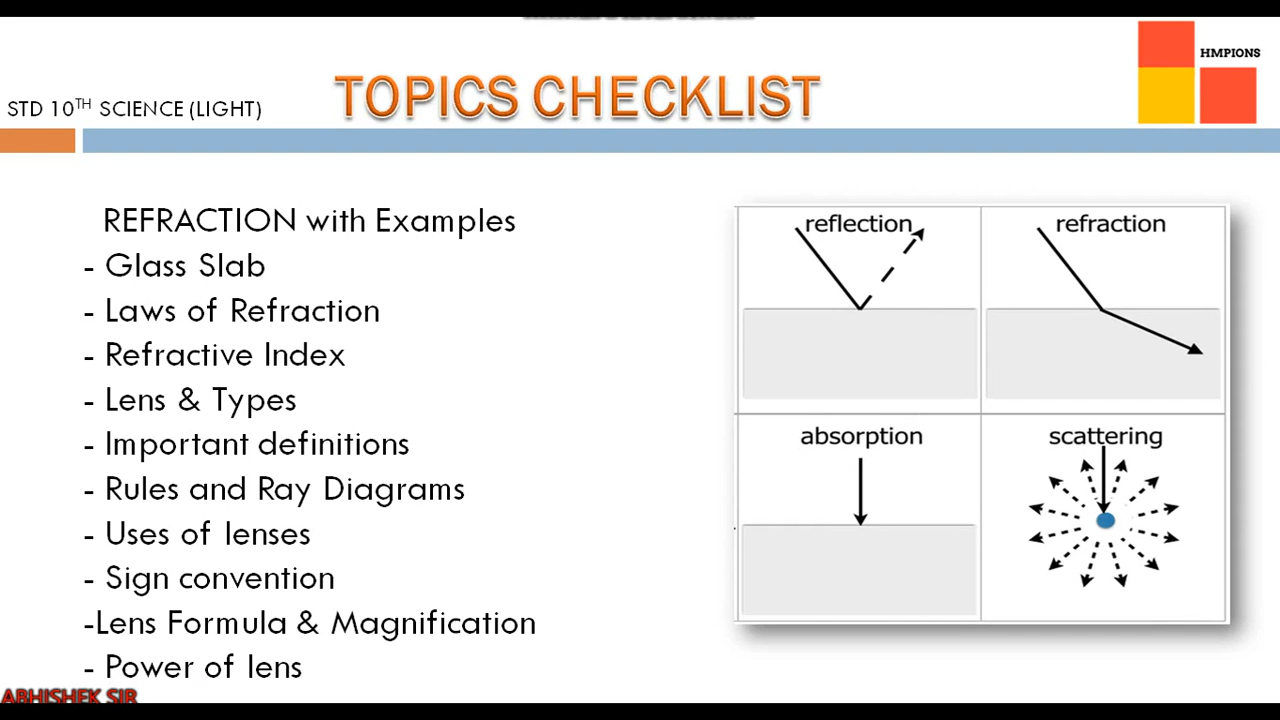 HMPIONS
STD 10TH SCIENCE (LIGHT)
TOPICS CHECKLIST
REFRACTION with Examples
- Glass Slab
- Laws of Refraction
- Refractive Index
- Lens & Types
- Important definitions
- Rules and Ray Diagrams
- Uses of lenses
- Sign convention
-Lens Formula & Magnification
- Power of lens
reflection
refraction
absorption
scattering
ABHISHEK SIR